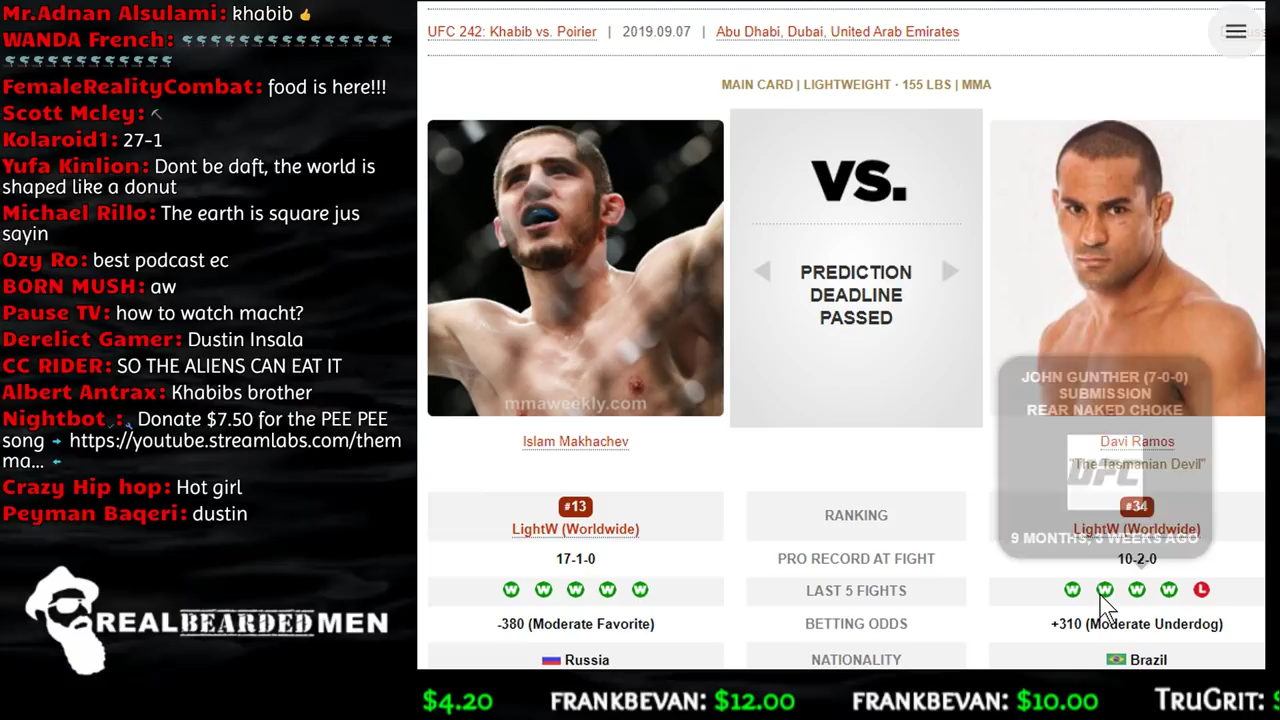 Mr.Adnan Alsulami: khabib
WANDA French:
FemaleRealityCombat: food is here!!!
Scott Mcley:
Kolaroid1: 27-1
Yufa Kinlion: Dont be daft, the world is
shaped like a donut
Michael Rillo: The earth is square jus
sayin
Ozy Ro: best podcast ec
BORN MUSH: aw
Pause TV: how to watch macht?
Derelict Gamer: Dustin Insala
CC RIDER: SO THE ALIENS CAN EAT IT
Albert Antrax: Khabibs brother
Nightbot : Donate $7.50 for the PEE PEE
song https://youtube.streamlabs.com/them
ma...
Crazy Hip hop: Hot girl
Peyman Baqeri: dustin
REAL BEARDED MEN
UFC 242: Khabib vs. Poirier | 2019.09.07 | Abu Dhabi, Dubai, United Arab Emirates
MAIN CARD | LIGHTWEIGHT · 155 LBS | MMA
VS.
PREDICTION
DEADLINE
PASSED
mmaweekly.com
JOHN GUNTHER (7-0-0)
SUBMISSION
REAR NAKED CHOKE
UFC
9 MONTHS, 3 WEEKS AGO
Islam Makhachev
Davi Ramos
"The Tasmanian Devil"
#13
LightW (Worldwide)
RANKING
#34
LightW (Worldwide)
17-1-0
PRO RECORD AT FIGHT
10-2-0
W W W W W
LAST 5 FIGHTS
W W W W L
-380 (Moderate Favorite)
BETTING ODDS
+310 (Moderate Underdog)
Russia
NATIONALITY
Brazil
$4.20 FRANKBEVAN: $12.00 FRANKBEVAN: $10.00 TRUGRIT: